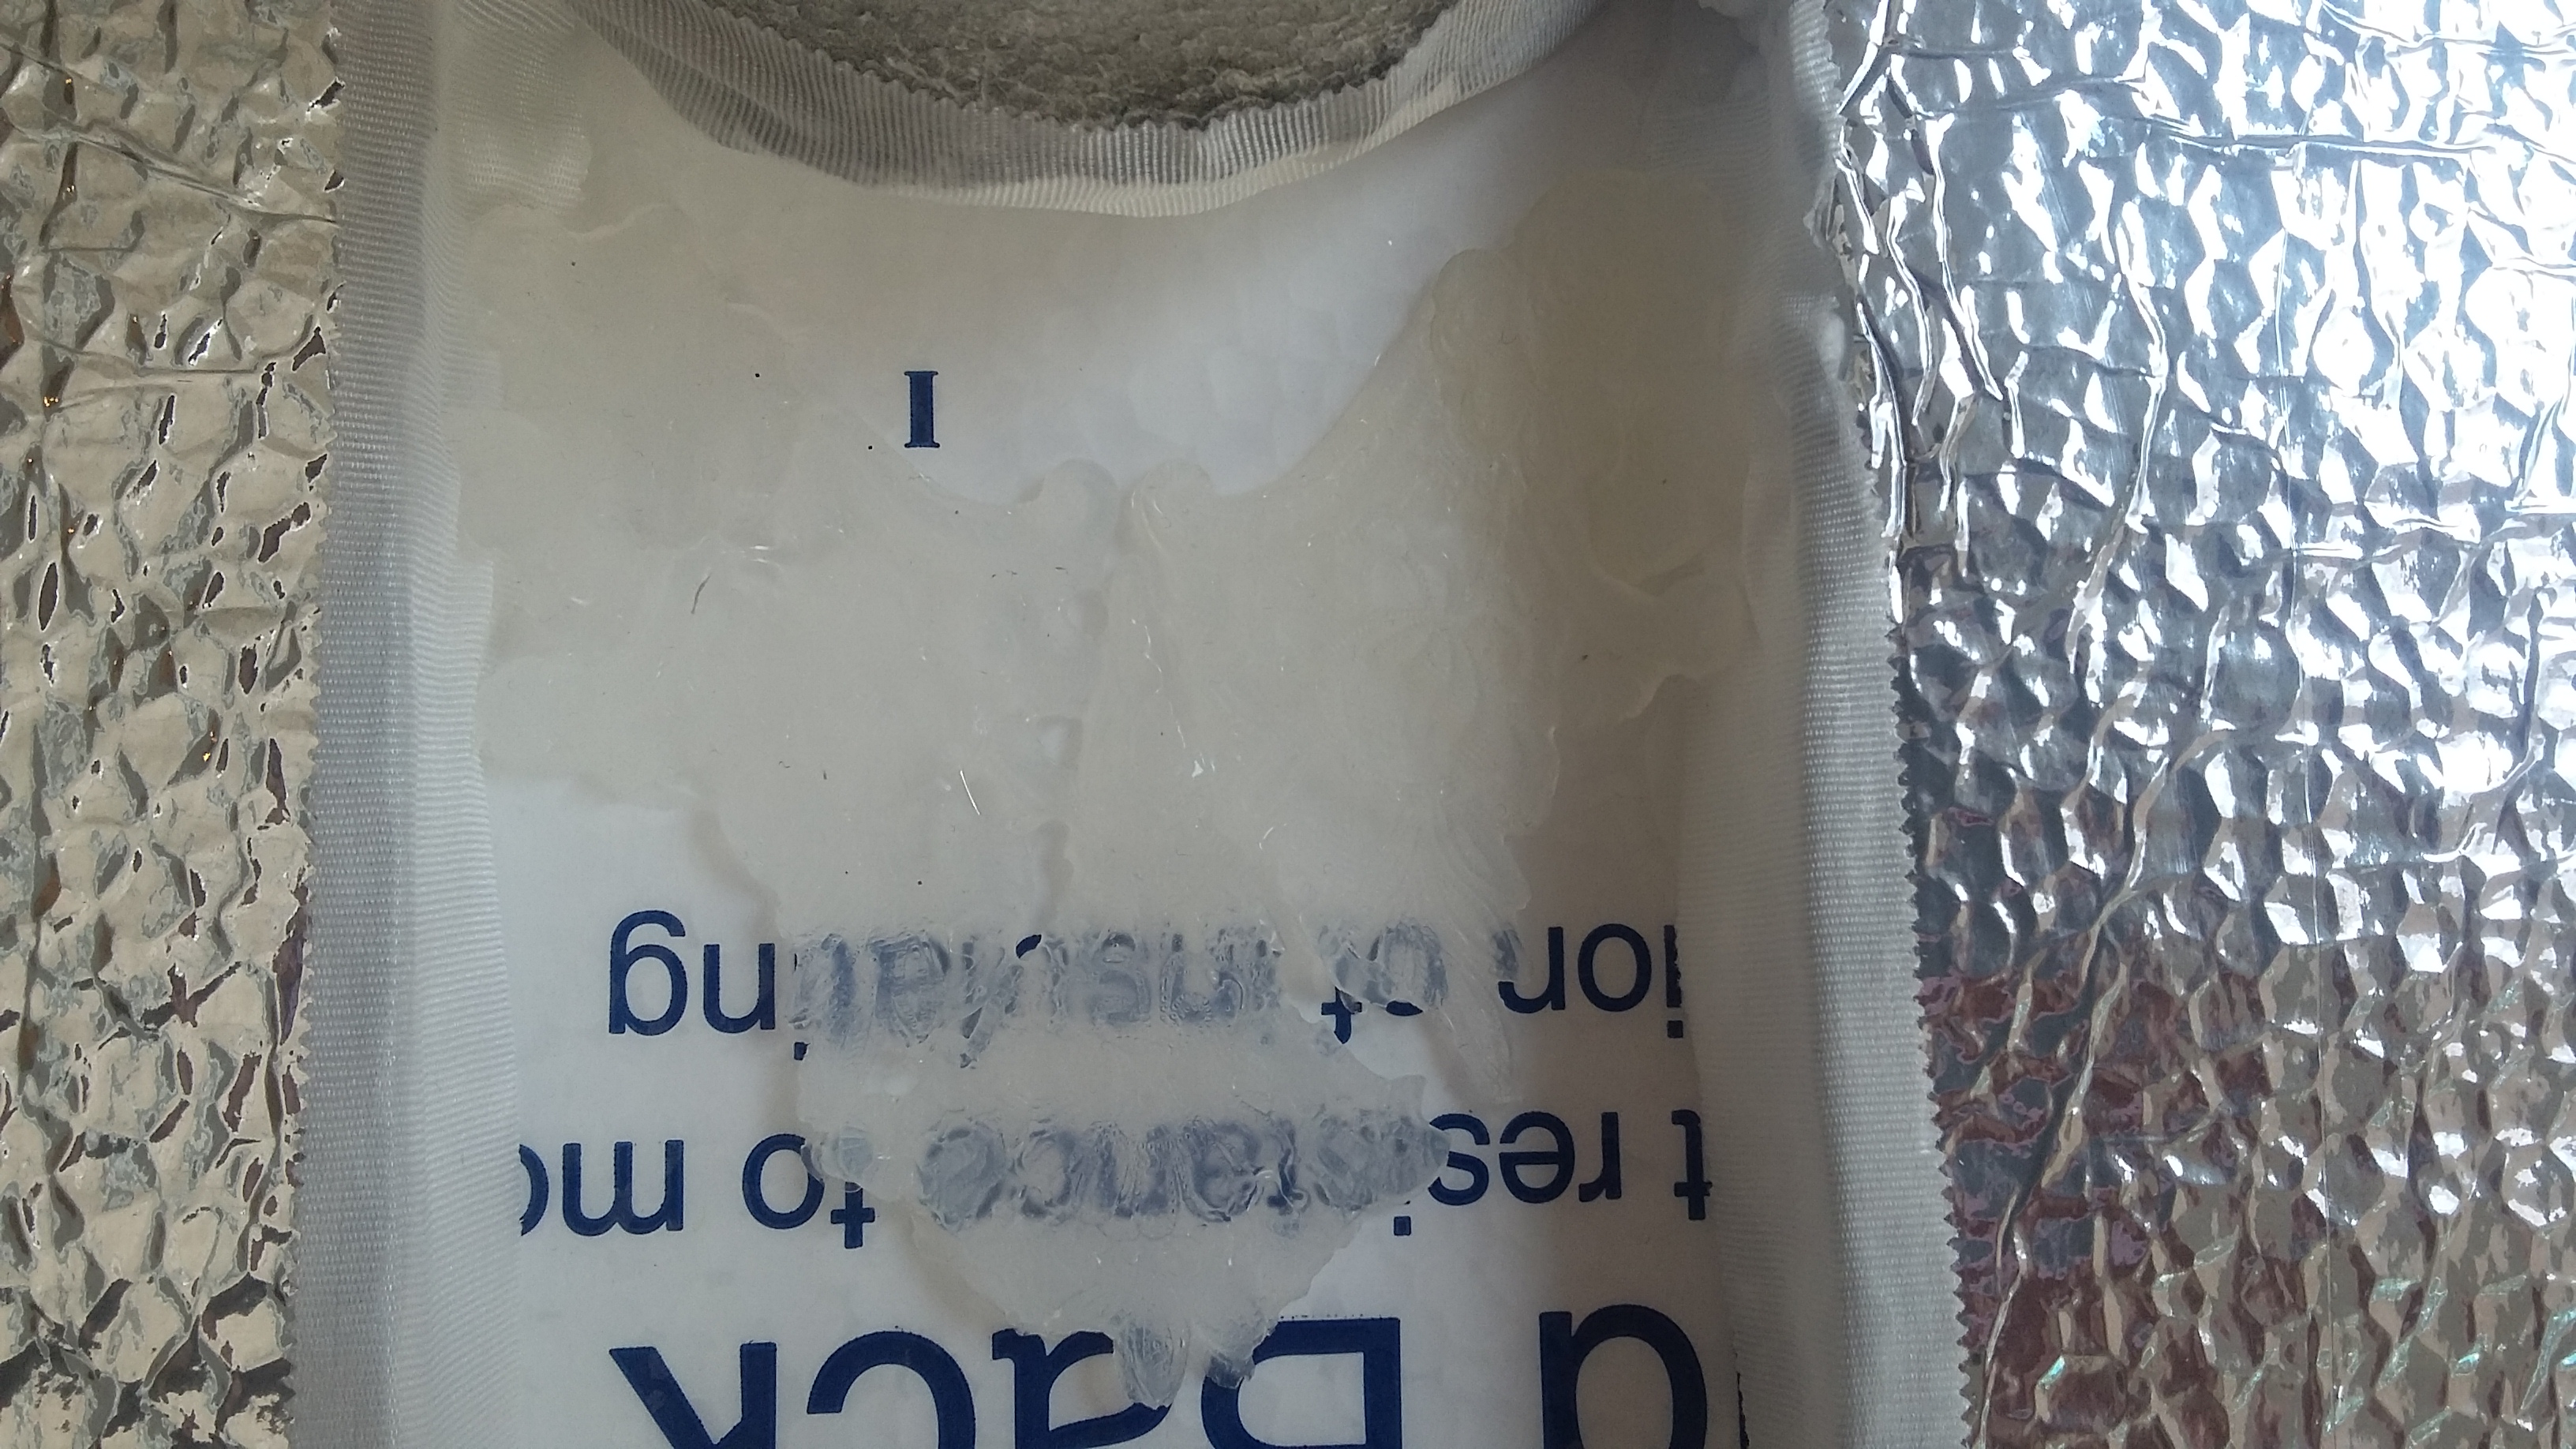 d Back
t resistance to mo
ion of insulating
I